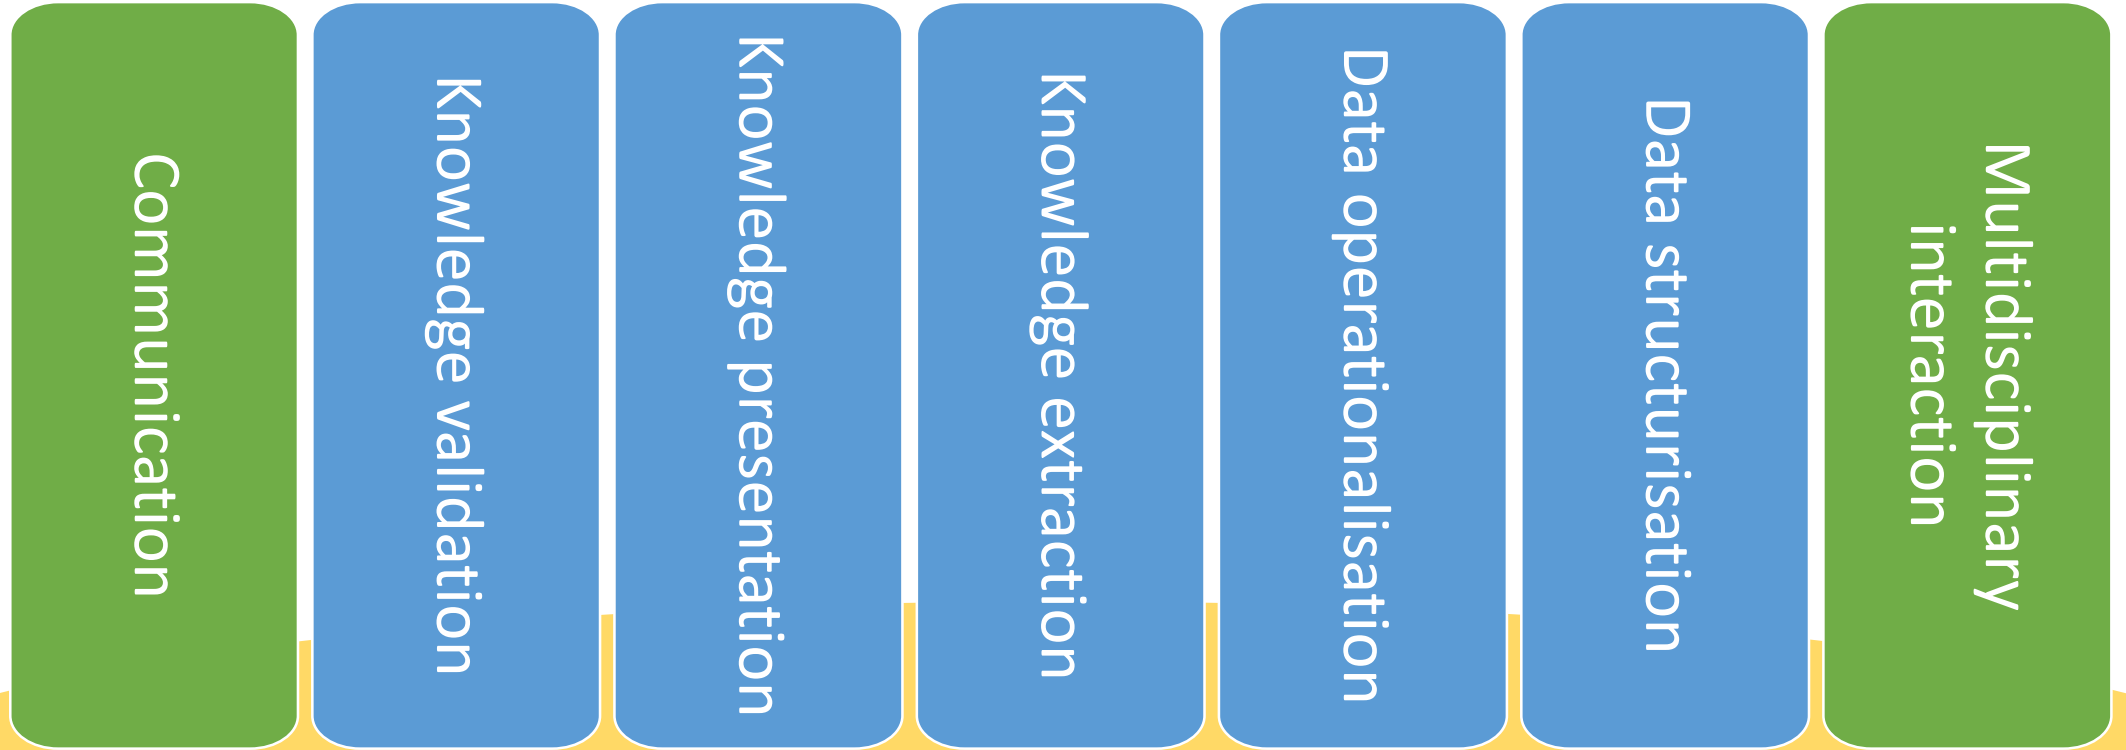 Communication
Knowledge validation
Knowledge presentation
Knowledge extraction
Data operationalisation
Data structurisation
Multidisciplinary
interaction